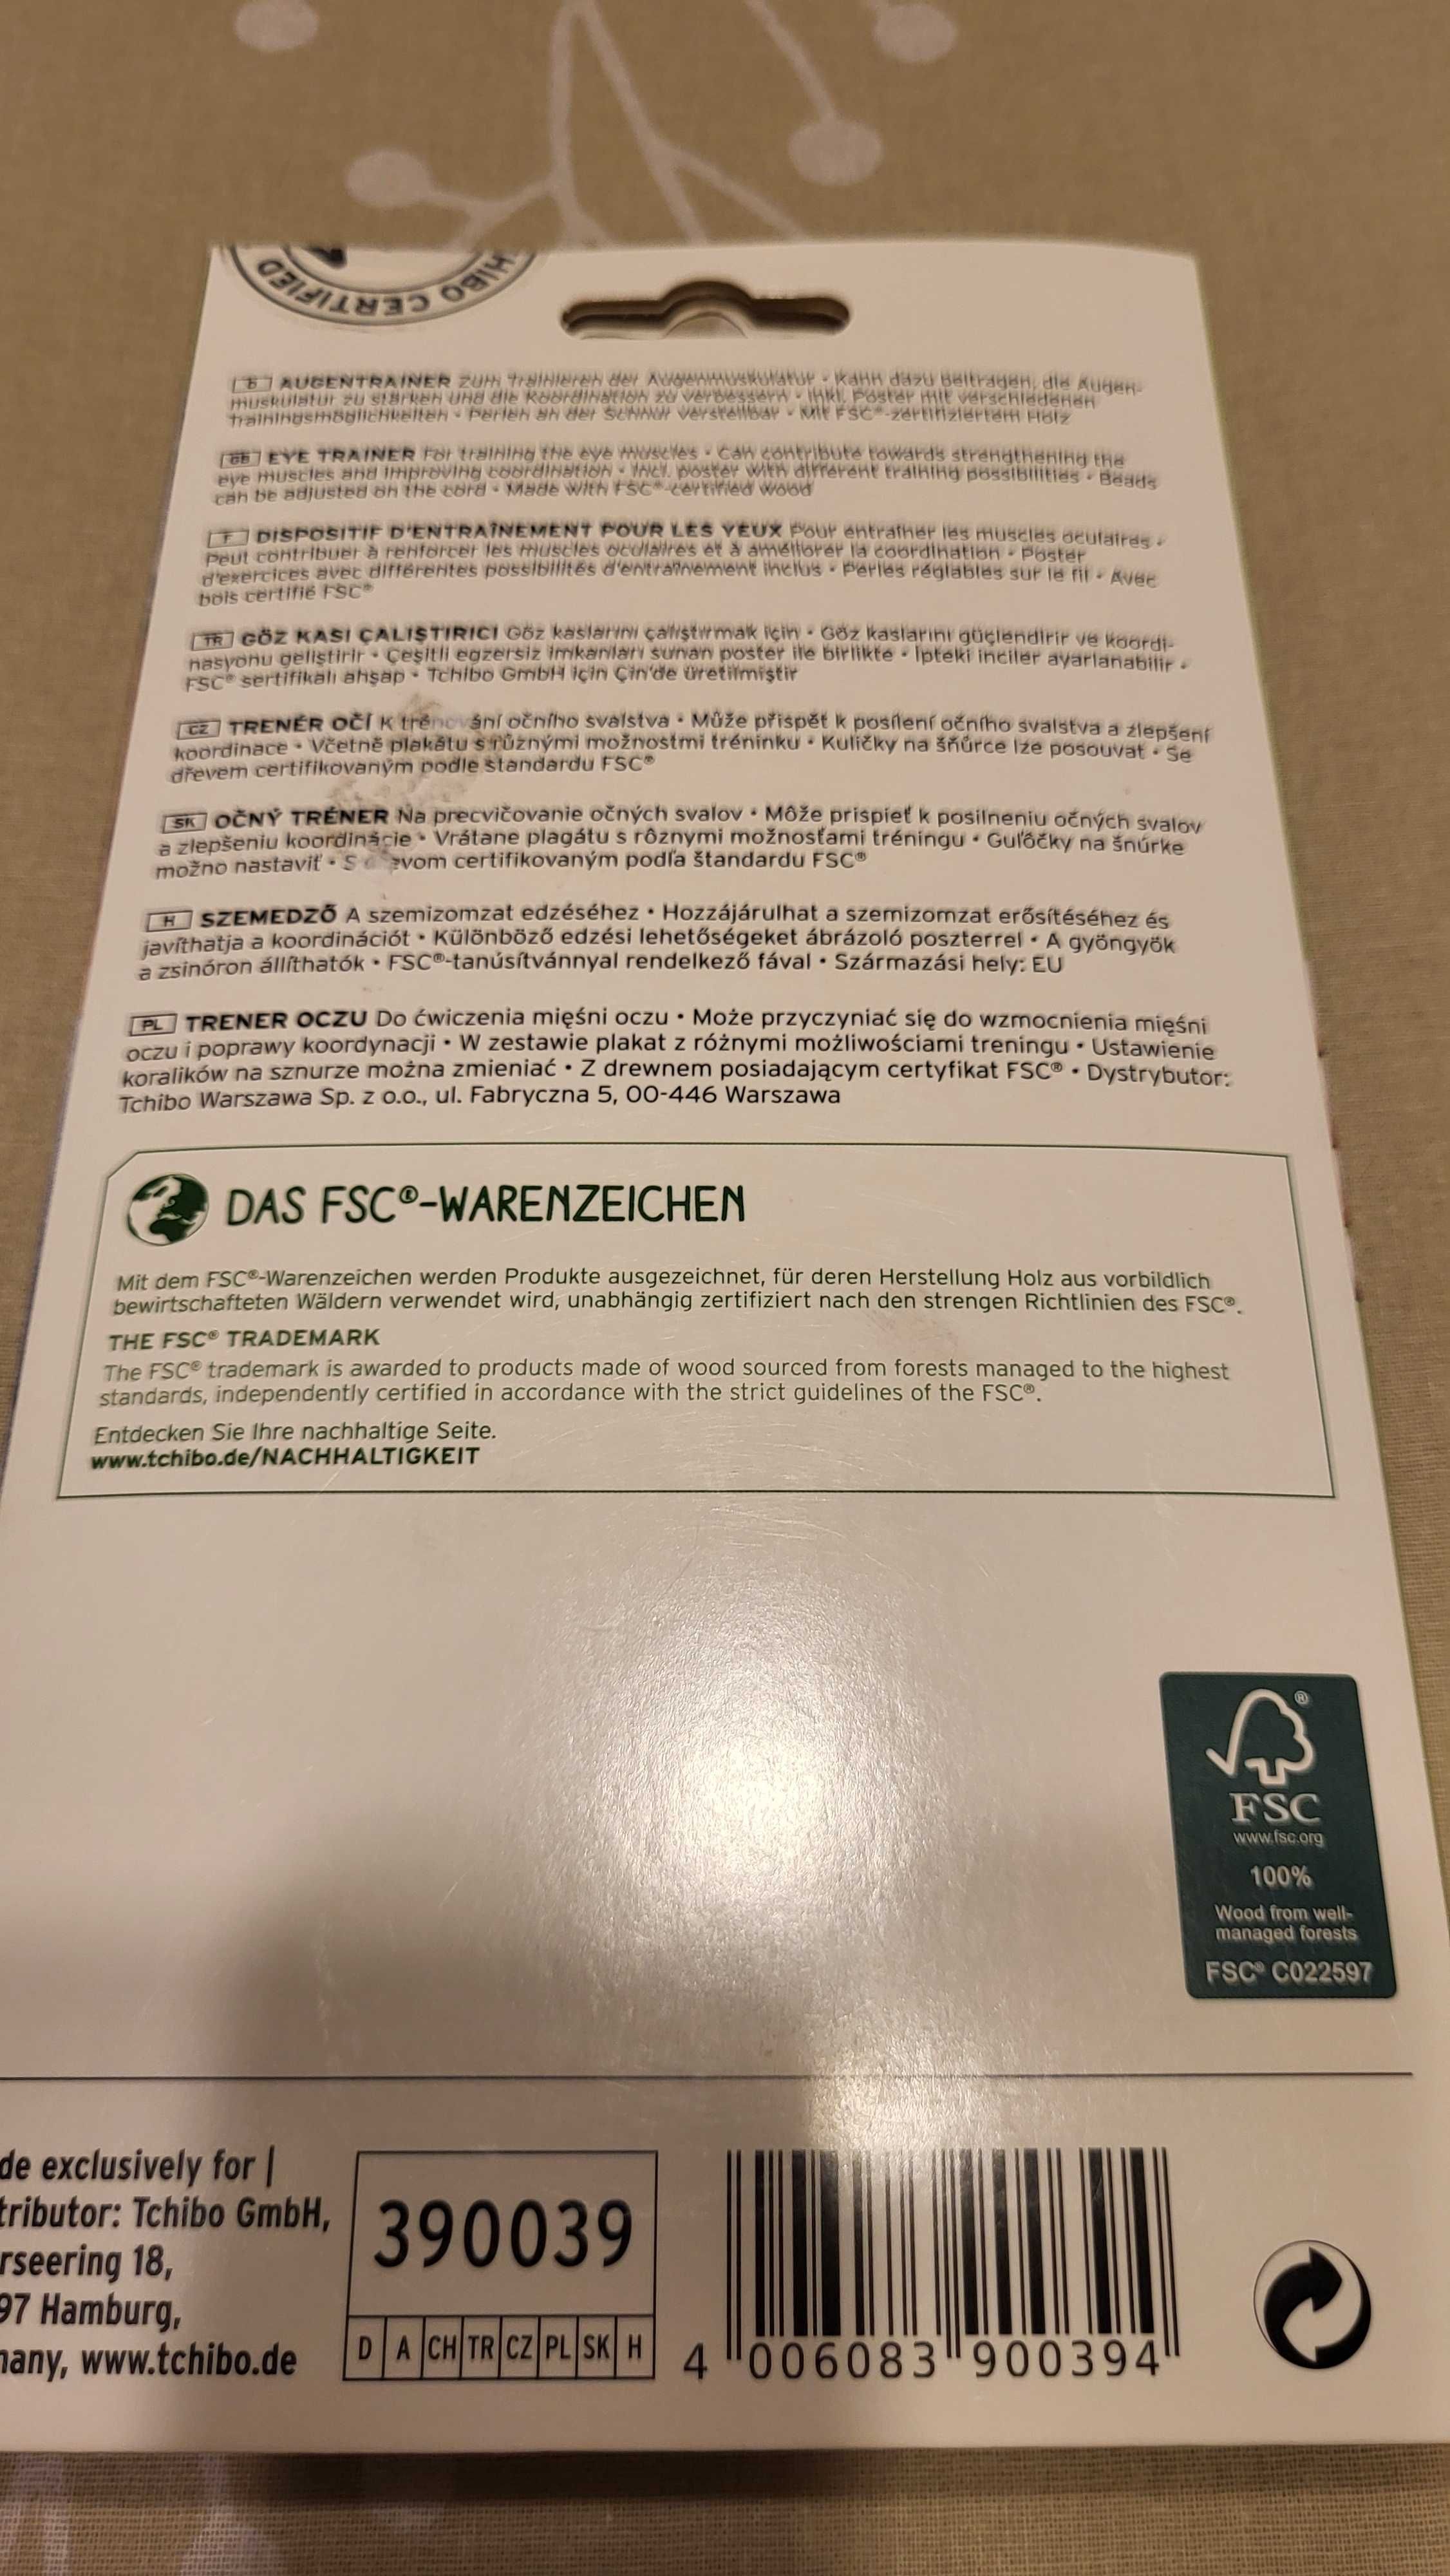 TCHIBO CERTIFIED
D AUGENTRAINER Zum Trainieren der Augenmuskulatur • Kann dazu beitragen, die Augen-
muskulatur zu stärken und die Koordination zu verbessern • Inkl. Poster mit verschiedenen
Trainingsmöglichkeiten • Perlen an der Schnur verstellbar • Mit FSC®-zertifiziertem Holz
GB EYE TRAINER For training the eye muscles • Can contribute towards strengthening the
eye muscles and improving coordination • Incl. poster with different training possibilities • Beads
can be adjusted on the cord • Made with FSC®-certified wood
F DISPOSITIF D'ENTRAÎNEMENT POUR LES YEUX Pour entraîner les muscles oculaires •
Peut contribuer à renforcer les muscles oculaires et à améliorer la coordination • Poster
d'exercices avec différentes possibilités d'entraînement inclus • Perles réglables sur le fil • Avec
bois certifié FSC®
TR GÖZ KASI ÇALIŞTIRICI Göz kaslarını çalıştırmak için • Göz kaslarını güçlendirir ve koordi-
nasyonu geliştirir • Çeşitli egzersiz imkanları sunan poster ile birlikte • İpteki inciler ayarlanabilir •
FSC® sertifikalı ahşap • Tchibo GmbH için Çin'de üretilmiştir
CZ TRENÉR OČÍ K trénování očního svalstva • Může přispět k posílení očního svalstva a zlepšení
koordinace • Včetně plakátu s různými možnostmi tréninku • Kuličky na šňůrce lze posouvat • Se
dřevem certifikovaným podle standardu FSC®
SK OČNÝ TRÉNER Na precvičovanie očných svalov • Môže prispieť k posilneniu očných svalov
a zlepšeniu koordinácie • Vrátane plagátu s rôznymi možnosťami tréningu • Guľôčky na šnúrke
možno nastaviť • S drevom certifikovaným podľa štandardu FSC®
H SZEMEDZŐ A szemizomzat edzéséhez • Hozzájárulhat a szemizomzat erősítéséhez és
javíthatja a koordinációt • Különböző edzési lehetőségeket ábrázoló poszterrel • A gyöngyök
a zsinóron állíthatók • FSC®-tanúsítvánnyal rendelkező fával • Származási hely: EU
PL TRENER OCZU Do ćwiczenia mięśni oczu • Może przyczyniać się do wzmocnienia mięśni
oczu i poprawy koordynacji • W zestawie plakat z różnymi możliwościami treningu • Ustawienie
koralików na sznurze można zmieniać • Z drewnem posiadającym certyfikat FSC® • Dystrybutor:
Tchibo Warszawa Sp. z o.o., ul. Fabryczna 5, 00-446 Warszawa
DAS FSC®-WARENZEICHEN
Mit dem FSC®-Warenzeichen werden Produkte ausgezeichnet, für deren Herstellung Holz aus vorbildlich
bewirtschafteten Wäldern verwendet wird, unabhängig zertifiziert nach den strengen Richtlinien des FSC®.
THE FSC® TRADEMARK
The FSC® trademark is awarded to products made of wood sourced from forests managed to the highest
standards, independently certified in accordance with the strict guidelines of the FSC®.
Entdecken Sie Ihre nachhaltige Seite.
www.tchibo.de/NACHHALTIGKEIT
®
FSC
www.fsc.org
100%
Wood from well-
managed forests
FSC® C022597
de exclusively for |
tributor: Tchibo GmbH,
rseering 18,
97 Hamburg,
many, www.tchibo.de
390039
D A CH TR CZ PL SK H
4 006083 900394